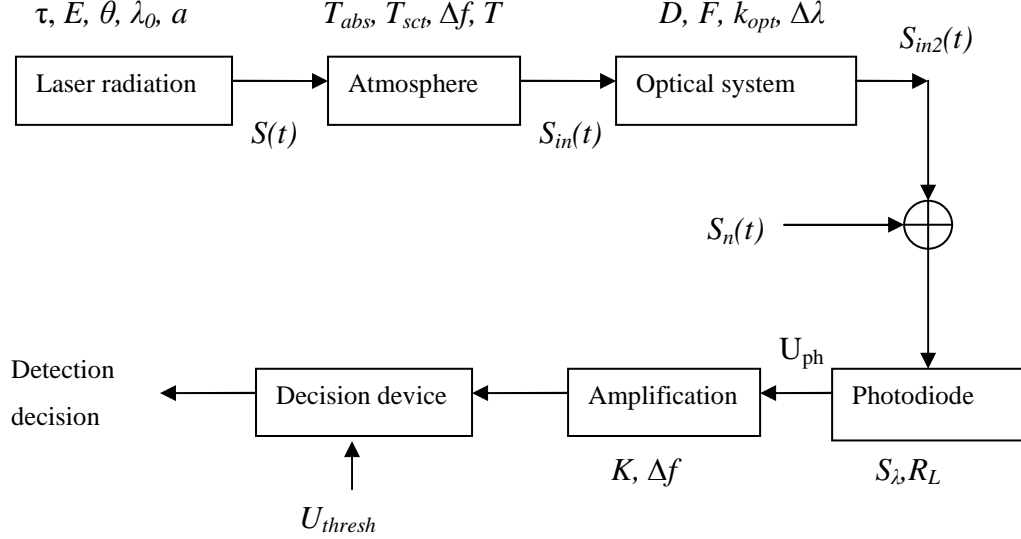 τ, E, θ, λ0, a
Tabs, Tsct, Δf, T
D, F, kopt, Δλ
Sin2(t)
Laser radiation
Atmosphere
Optical system
S(t)
Sin(t)
Sn(t)
Uph
Detection
decision
Decision device
Amplification
Photodiode
K, Δf
Sλ,RL
Uthresh